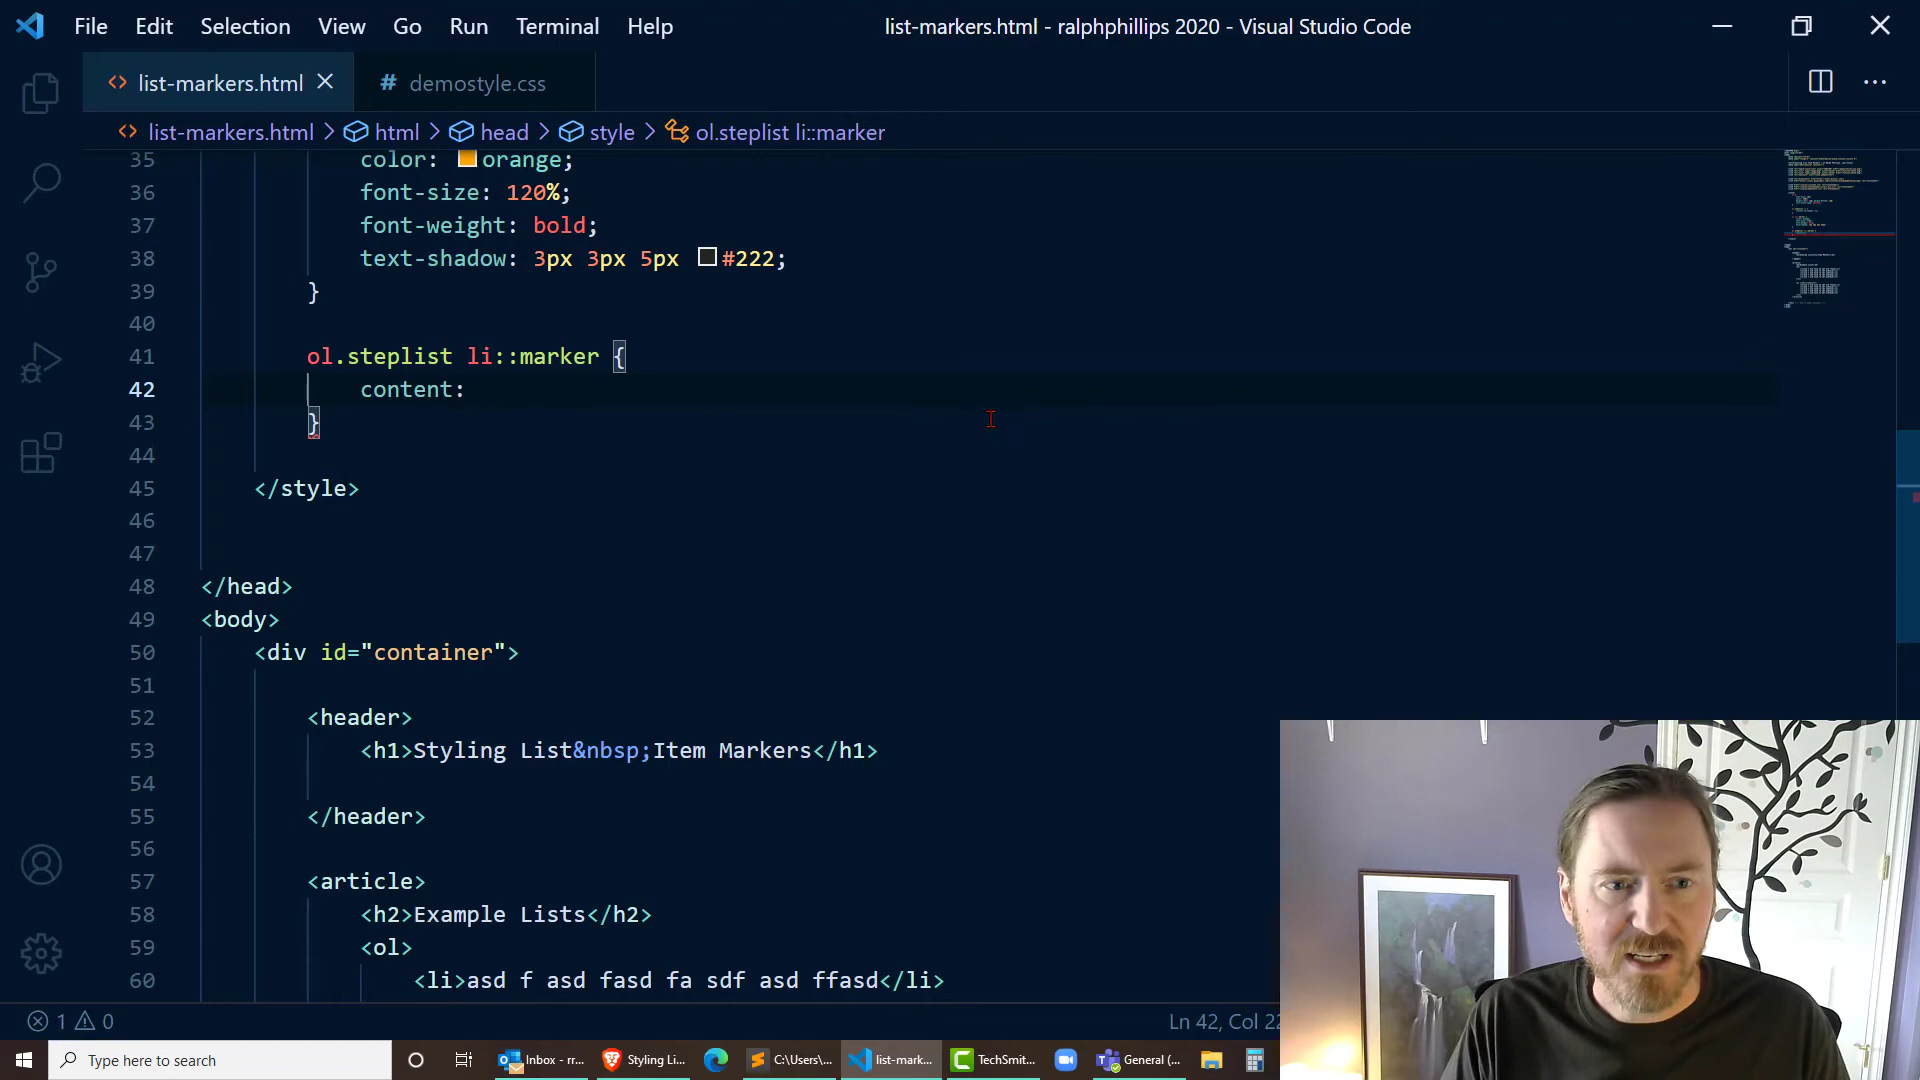 File Edit Selection View Go Run Terminal Help list-markers.html - ralphphillips 2020 - Visual Studio Code
list-markers.html demostyle.css
list-markers.html > html > head > style > ol.steplist li::marker
35 color: orange;
36 font-size: 120%;
37 font-weight: bold;
38 text-shadow: 3px 3px 5px #222;
39 }
40
41 ol.steplist li::marker {
42 content:
43 }
44
45 </style>
46
47
48 </head>
49 <body>
50 <div id="container">
51
52 <header>
53 <h1>Styling List&nbsp;Item Markers</h1>
54
55 </header>
56
57 <article>
58 <h2>Example Lists</h2>
59 <ol>
60 <li>asd f asd fasd fa sdf asd ffasd</li>
1 0 Ln 42, Col 22
Type here to search Inbox - rr... Styling Li... C:\Users\... list-mark... TechSmit... General (...